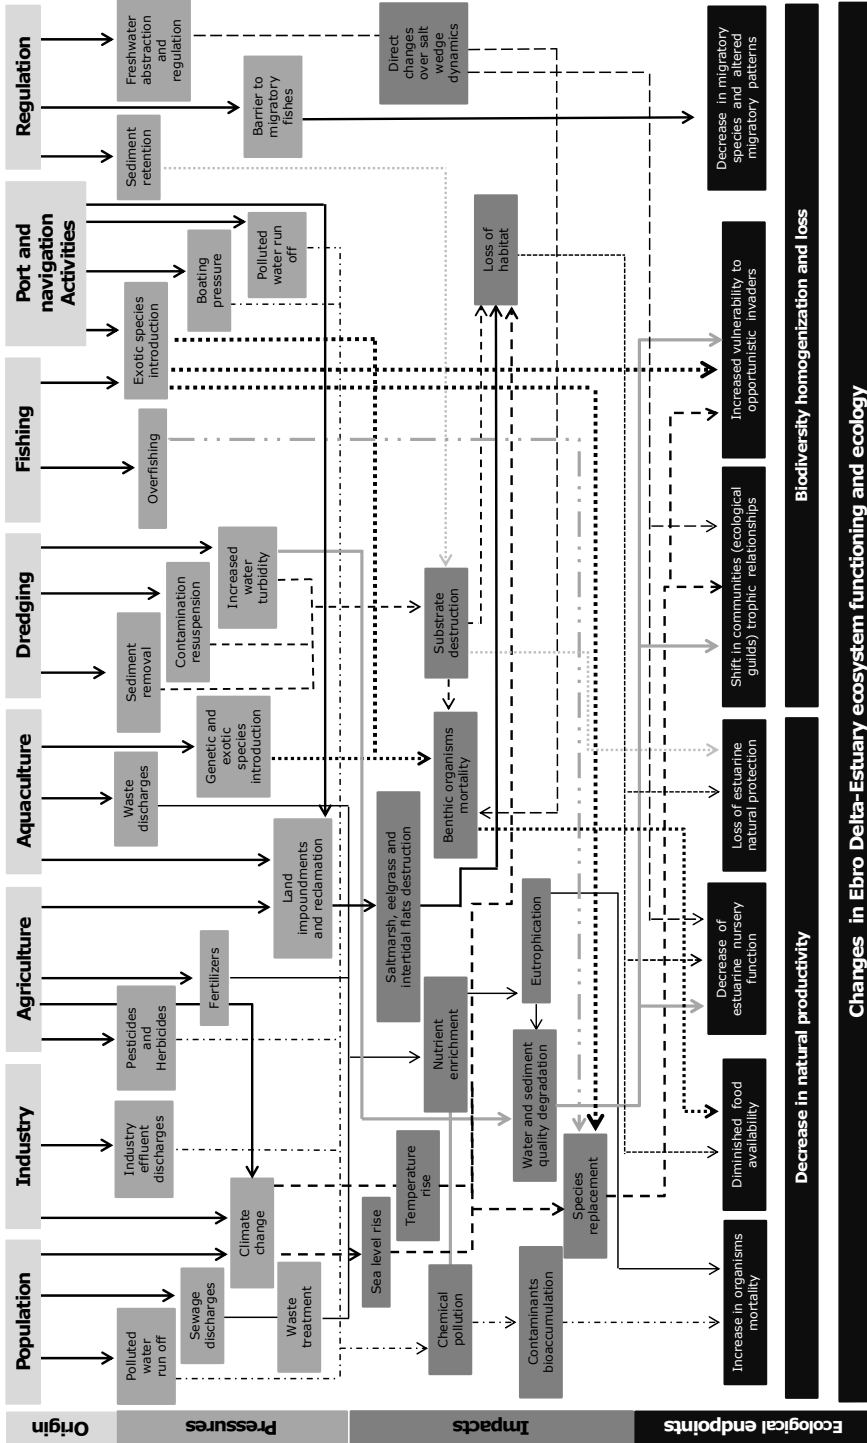 Origin
Population
Industry
Agriculture
Aquaculture
Dredging
Fishing
Port and
navigation
Activities
Regulation
Pressures
Polluted
water
run off
Sewage
discharges
Waste
treatment
Climate
change
Industry
effluent
discharges
Pesticides
and
Herbicides
Fertilizers
Land
impoundments
and reclamation
Waste
discharges
Genetic and
exotic
species
introduction
Sediment
removal
Contamination
resuspension
Increased
water
turbidity
Overfishing
Exotic species
introduction
Boating
pressure
Polluted
water run
off
Sediment
retention
Barrier to
migratory
fishes
Freshwater
abstraction
and
regulation
Impacts
Sea level rise
Temperature
rise
Chemical
pollution
Contaminants
bioaccumulation
Species
replacement
Water and sediment
quality degradation
Nutrient
enrichment
Eutrophication
Saltmarsh, eelgrass and
intertidal flats destruction
Benthic organisms
mortality
Substrate
destruction
Loss of
habitat
Direct
changes
over salt
wedge
dynamics
Ecological endpoints
Increase in organisms
mortality
Diminished food
availability
Decrease of
estuarine nursery
function
Loss of estuarine
natural protection
Shift in communities (ecological
guilds) trophic relationships
Increased vulnerability to
opportunistic invaders
Decrease in migratory
species and altered
migratory patterns
Decrease in natural productivity
Biodiversity homogenization and loss
Changes in Ebro Delta-Estuary ecosystem functioning and ecology